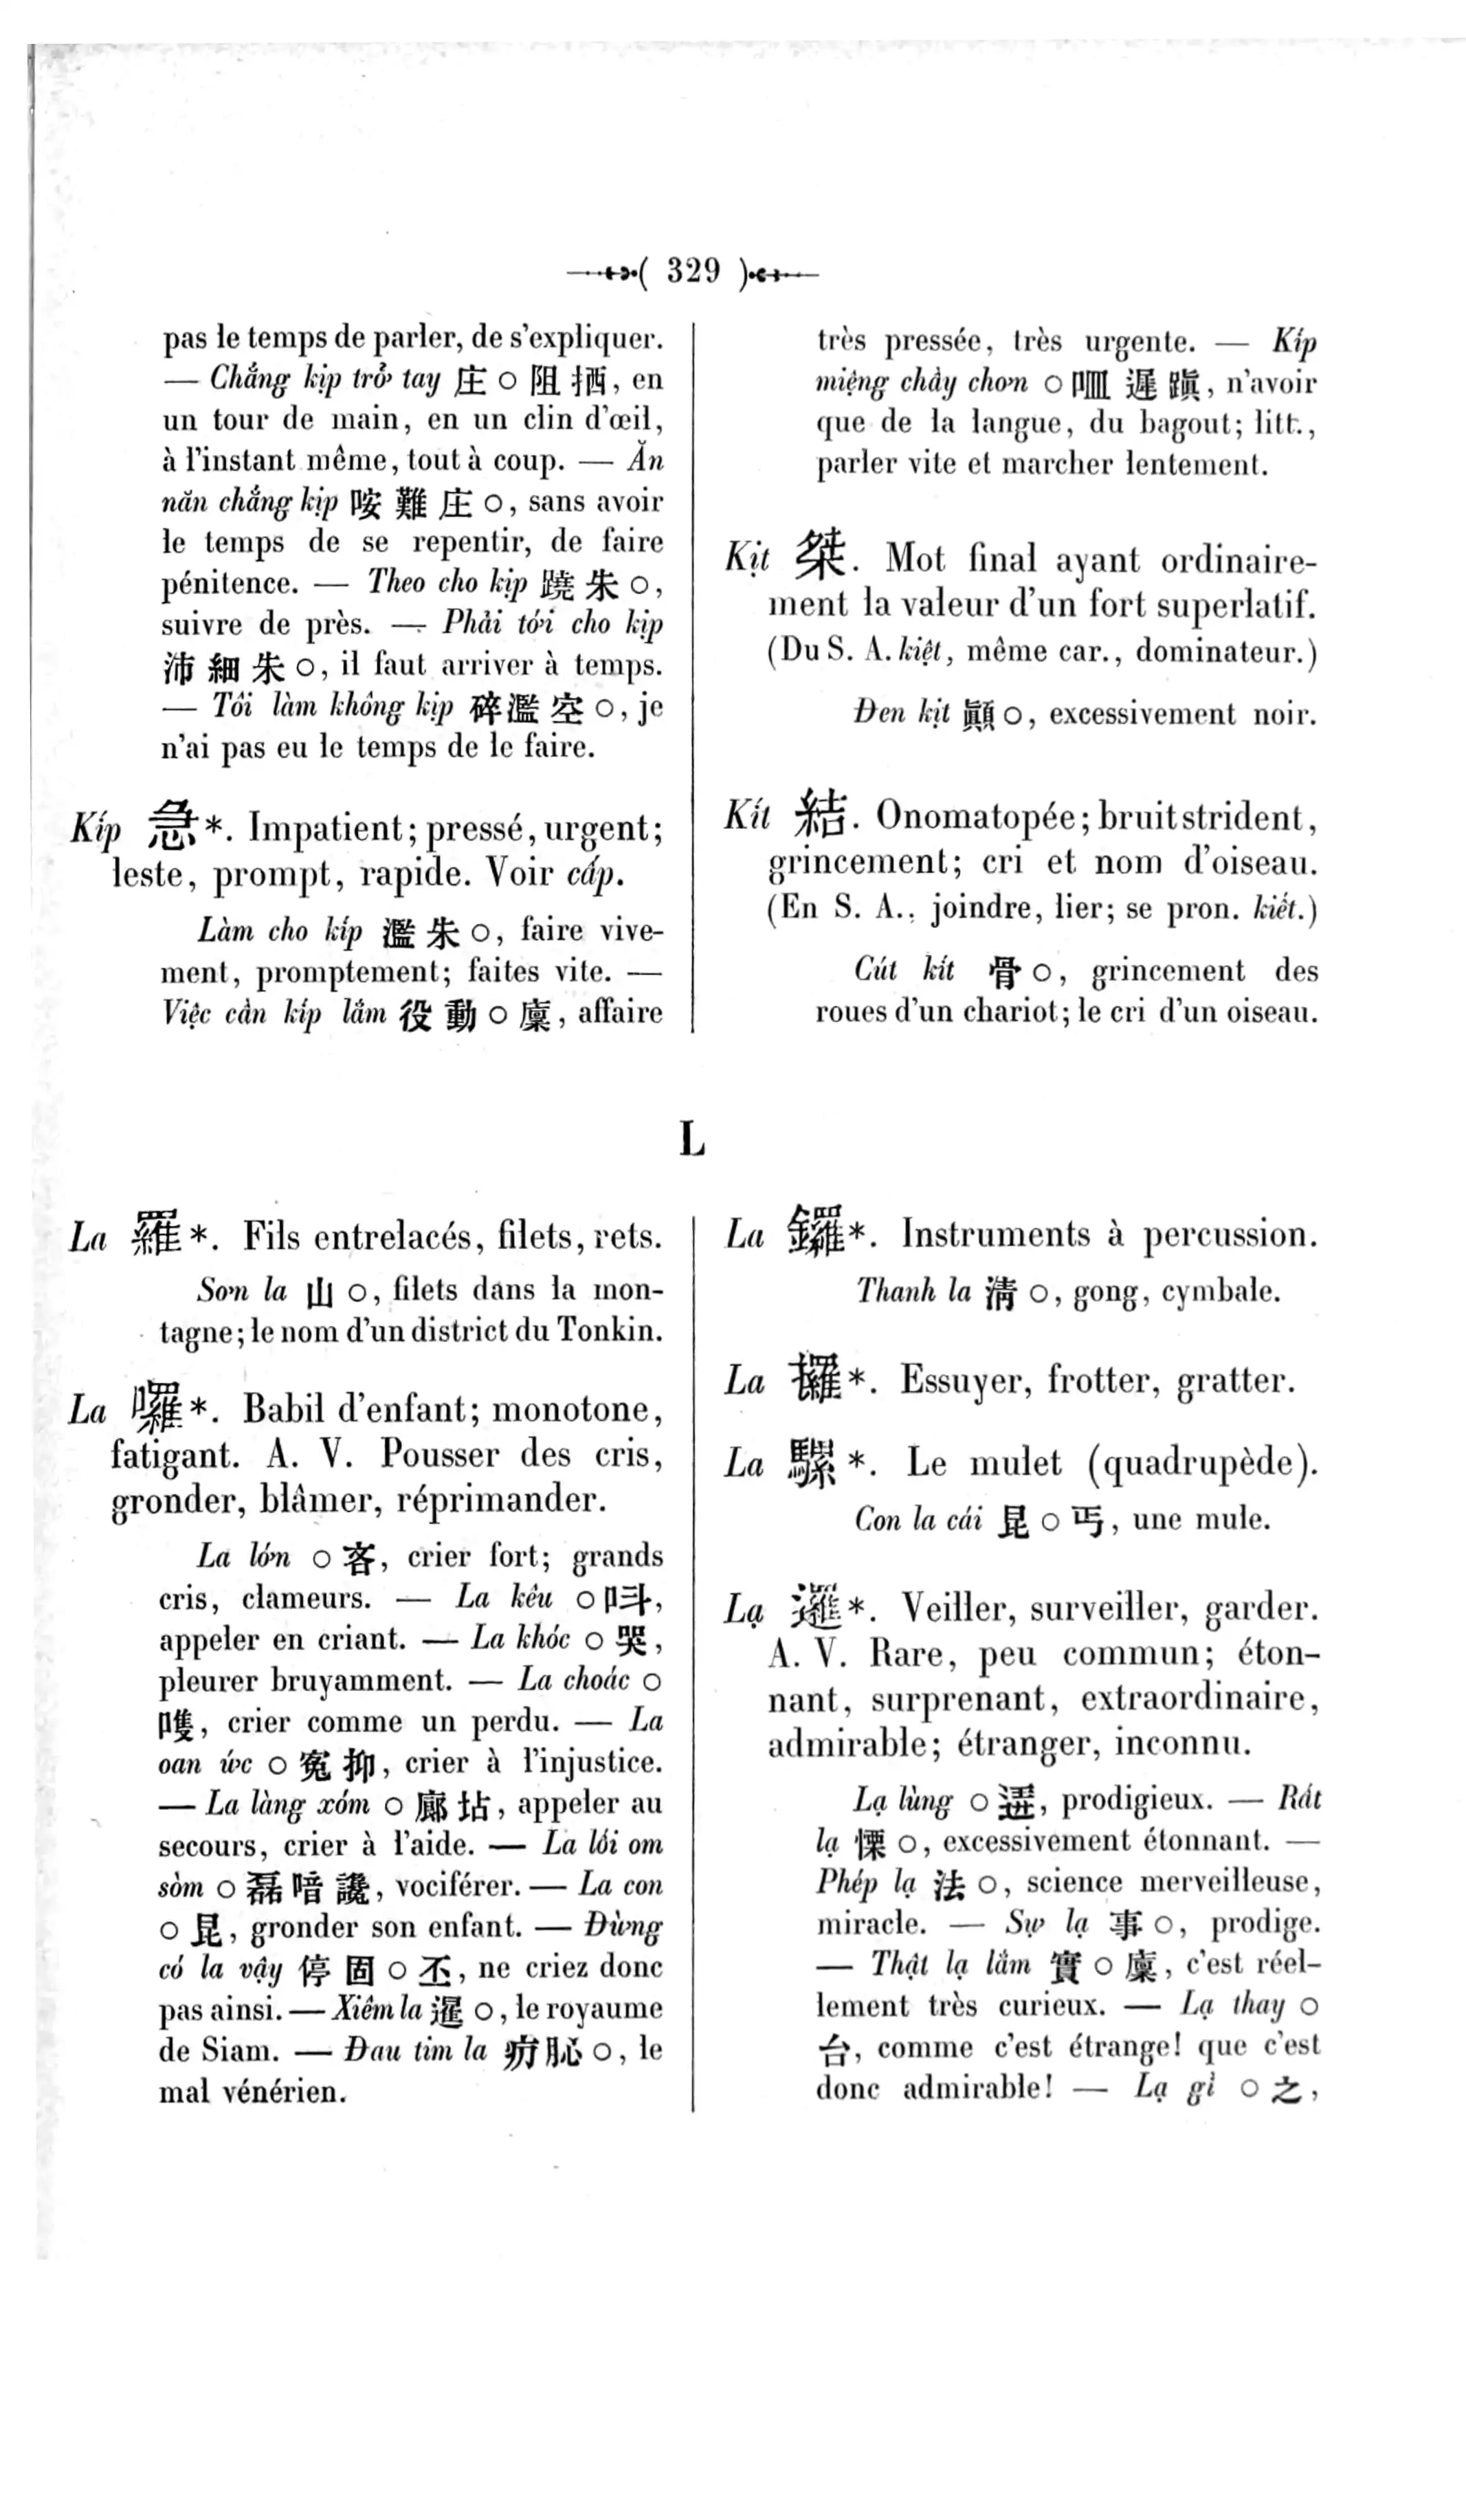 ( 329 )
pas le temps de parler, de s'expliquer.
— Chẳng kịp trở tay 庄 ○ 阻 拪, en
un tour de main, en un clin d'œil,
à l'instant même, tout à coup. — Ăn
năn chẳng kịp 咹 難 庄 ○, sans avoir
le temps de se repentir, de faire
pénitence. — Theo cho kịp 蹺 朱 ○,
suivre de près. — Phải tới cho kịp
沛 細 朱 ○, il faut arriver à temps.
— Tôi làm không kịp 碎 濫 空 ○, je
n'ai pas eu le temps de le faire.
Kíp 急*. Impatient; pressé, urgent;
leste, prompt, rapide. Voir cấp.
Làm cho kíp 濫 朱 ○, faire vive-
ment, promptement; faites vite. —
Việc cần kíp lắm 役 動 ○ 廩, affaire
très pressée, très urgente. — Kíp
miệng chầy chơn ○ 𠰘 遲 蹎, n'avoir
que de la langue, du bagout; litt.,
parler vite et marcher lentement.
Kịt 桀. Mot final ayant ordinaire-
ment la valeur d'un fort superlatif.
(Du S. A. kiệt, même car., dominateur.)
Đen kịt 顚 ○, excessivement noir.
Kít 結. Onomatopée; bruit strident,
grincement; cri et nom d'oiseau.
(En S. A., joindre, lier; se pron. kiết.)
Cút kít 骨 ○, grincement des
roues d'un chariot; le cri d'un oiseau.
L
La 羅*. Fils entrelacés, filets, rets.
Sơn la 山 ○, filets dans la mon-
tagne; le nom d'un district du Tonkin.
La 囉*. Babil d'enfant; monotone,
fatigant. A. V. Pousser des cris,
gronder, blâmer, réprimander.
La lớn ○ 吝, crier fort; grands
cris, clameurs. — La kêu ○ 呌,
appeler en criant. — La khóc ○ 哭,
pleurer bruyamment. — La choác ○
唯, crier comme un perdu. — La
oan ức ○ 寃 抑, crier à l'injustice.
— La làng xóm ○ 廊 坫, appeler au
secours, crier à l'aide. — La lối om
sòm ○ 磊 喑 讒, vociférer. — La con
○ 昆, gronder son enfant. — Đừng
có la vậy 停 固 ○ 丕, ne criez donc
pas ainsi. — Xiêm la 暹 ○, le royaume
de Siam. — Đau tim la 疠 ○, le
mal vénérien.
La 鑼*. Instruments à percussion.
Thanh la 清 ○, gong, cymbale.
La 攞*. Essuyer, frotter, gratter.
La 騾*. Le mulet (quadrupède).
Con la cái 昆 ○ 丐, une mule.
Lạ 邏*. Veiller, surveiller, garder.
A. V. Rare, peu commun; éton-
nant, surprenant, extraordinaire,
admirable; étranger, inconnu.
Lạ lùng ○, prodigieux. — Rất
lạ 慄 ○, excessivement étonnant. —
Phép lạ 法 ○, science merveilleuse,
miracle. — Sự lạ 事 ○, prodige.
— Thật lạ lắm 實 ○ 廩, c'est réel-
lement très curieux. — Lạ thay ○
台, comme c'est étrange! que c'est
donc admirable! — Lạ gì ○ 之,